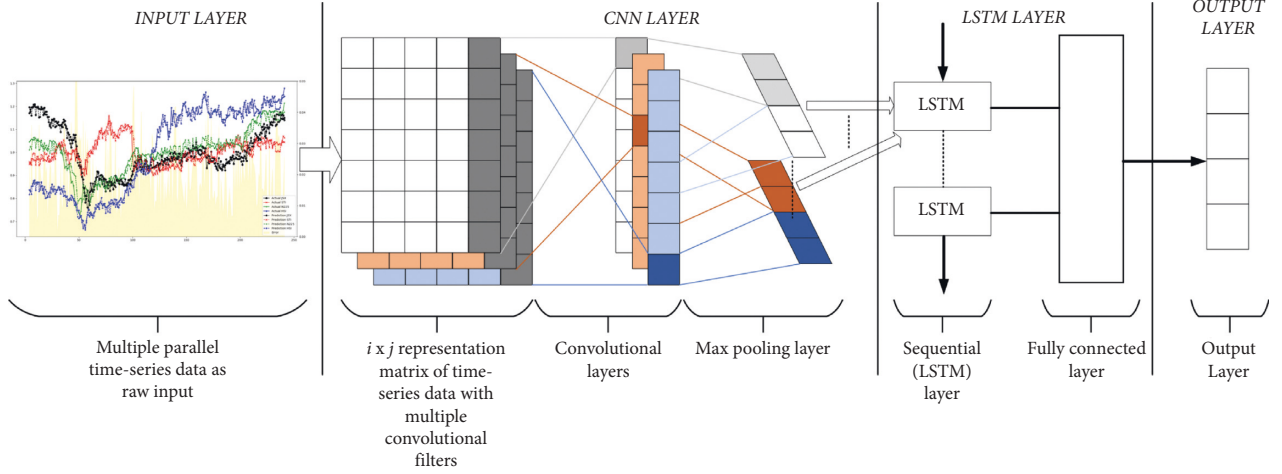 INPUT LAYER
CNN LAYER
LSTM LAYER
OUTPUT
LAYER
LSTM
LSTM
Multiple parallel
time-series data as
raw input
i x j representation
matrix of time-
series data with
multiple
convolutional
filters
Convolutional
layers
Max pooling layer
Sequential
(LSTM)
layer
Fully connected
layer
Output
Layer